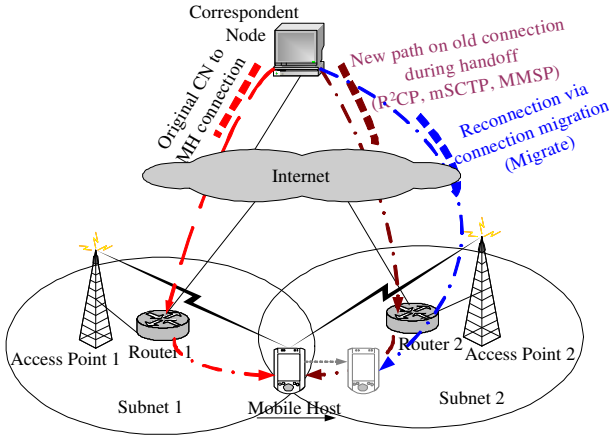 Correspondent
Node
Original CN to
MH connection
New path on old connection
during handoff
(R²CP, mSCTP, MMSP)
Reconnection via
connection migration
(Migrate)
Internet
Access Point 1
Router 1
Router 2
Access Point 2
Subnet 1
Mobile Host
Subnet 2